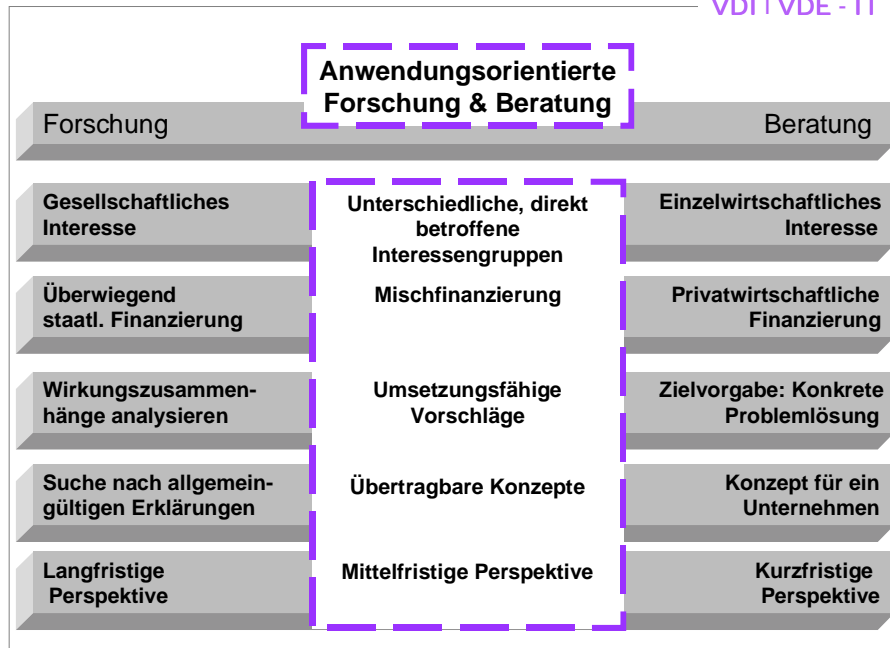 VDI | VDE - IT
Anwendungsorientierte
Forschung & Beratung
Forschung
Beratung
Gesellschaftliches
Interesse
Unterschiedliche, direkt
betroffene
Interessengruppen
Einzelwirtschaftliches
Interesse
Überwiegend
staatl. Finanzierung
Mischfinanzierung
Privatwirtschaftliche
Finanzierung
Wirkungszusammen-
hänge analysieren
Umsetzungsfähige
Vorschläge
Zielvorgabe: Konkrete
Problemlösung
Suche nach allgemein-
gültigen Erklärungen
Übertragbare Konzepte
Konzept für ein
Unternehmen
Langfristige
Perspektive
Mittelfristige Perspektive
Kurzfristige
Perspektive